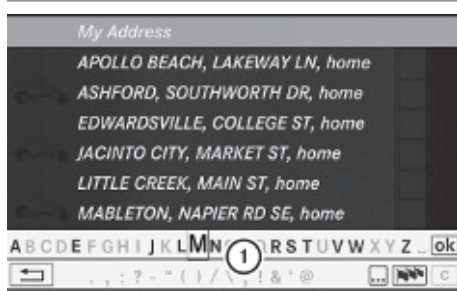 My Address
APOLLO BEACH, LAKEWAY LN, home
ASHFORD, SOUTHWORTH DR, home
EDWARDSVILLE, COLLEGE ST, home
JACINTO CITY, MARKET ST, home
LITTLE CREEK, MAIN ST, home
MABLETON, NAPIER RD SE, home
ABCDEFGHIJKLMN 1 RSTUVWXYZ_ ok
. , : ? - " ( ) / \ ! & ' @ ... c